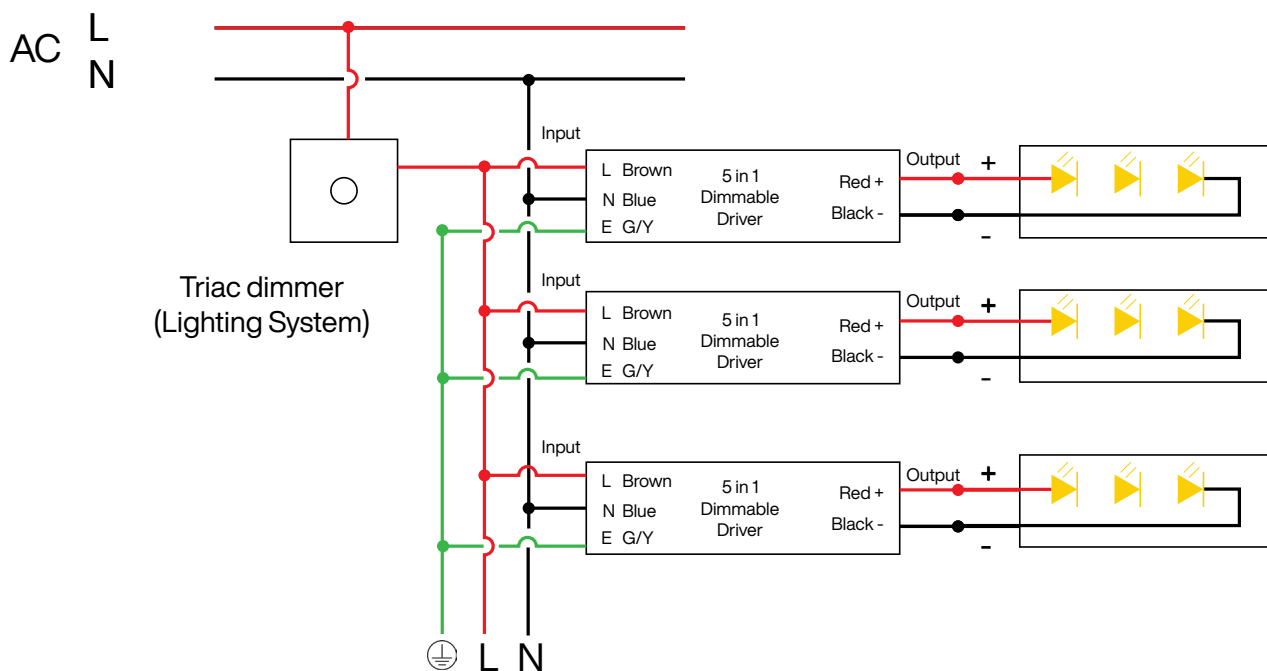 AC L
N
Input
L Brown
N Blue
E G/Y
5 in 1
Dimmable
Driver
Red +
Black -
Output
+
-
Triac dimmer
(Lighting System)
Input
L Brown
N Blue
E G/Y
5 in 1
Dimmable
Driver
Red +
Black -
Output
+
-
Input
L Brown
N Blue
E G/Y
5 in 1
Dimmable
Driver
Red +
Black -
Output
+
-
L N